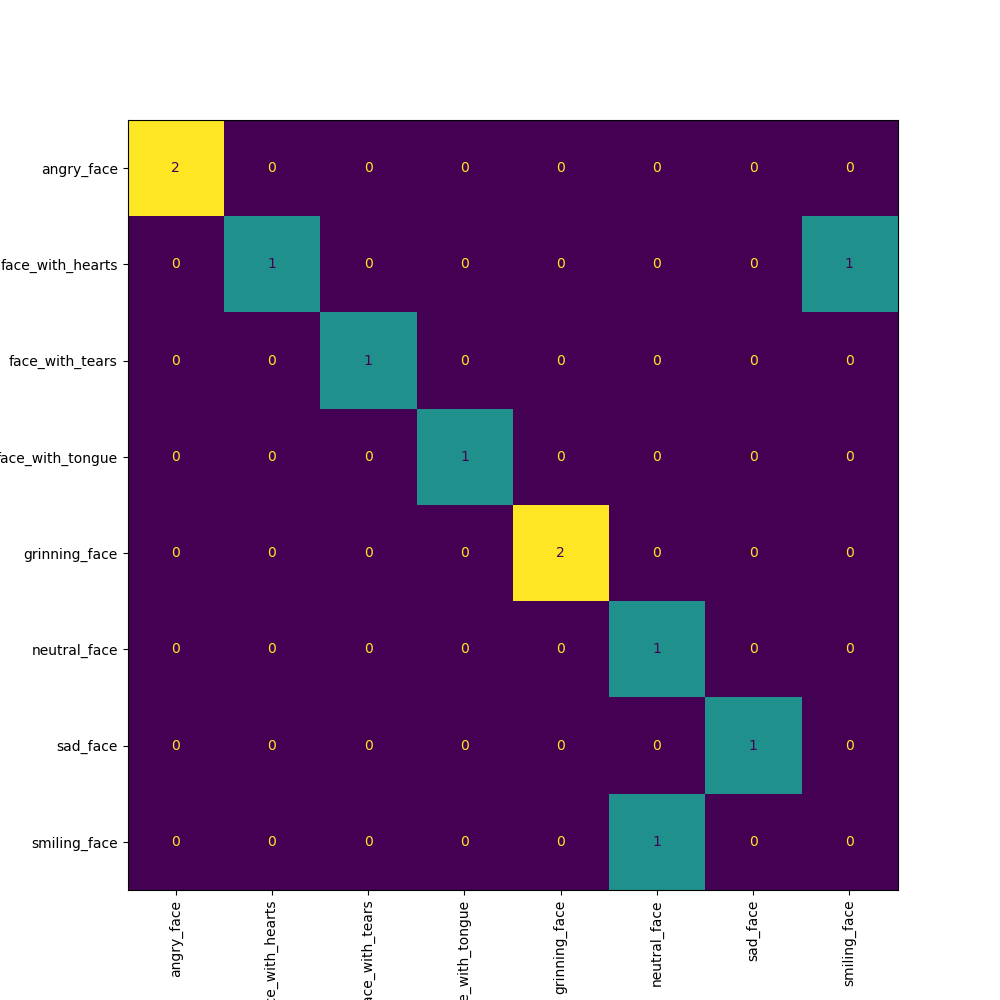 angry_face 2 0 0 0 0 0 0 0
face_with_hearts 0 1 0 0 0 0 0 1
face_with_tears 0 0 1 0 0 0 0 0
face_with_tongue 0 0 0 1 0 0 0 0
grinning_face 0 0 0 0 2 0 0 0
neutral_face 0 0 0 0 0 1 0 0
sad_face 0 0 0 0 0 0 1 0
smiling_face 0 0 0 0 0 1 0 0
angry_face
ce_with_hearts
ace_with_tears
e_with_tongue
grinning_face
neutral_face
sad_face
smiling_face